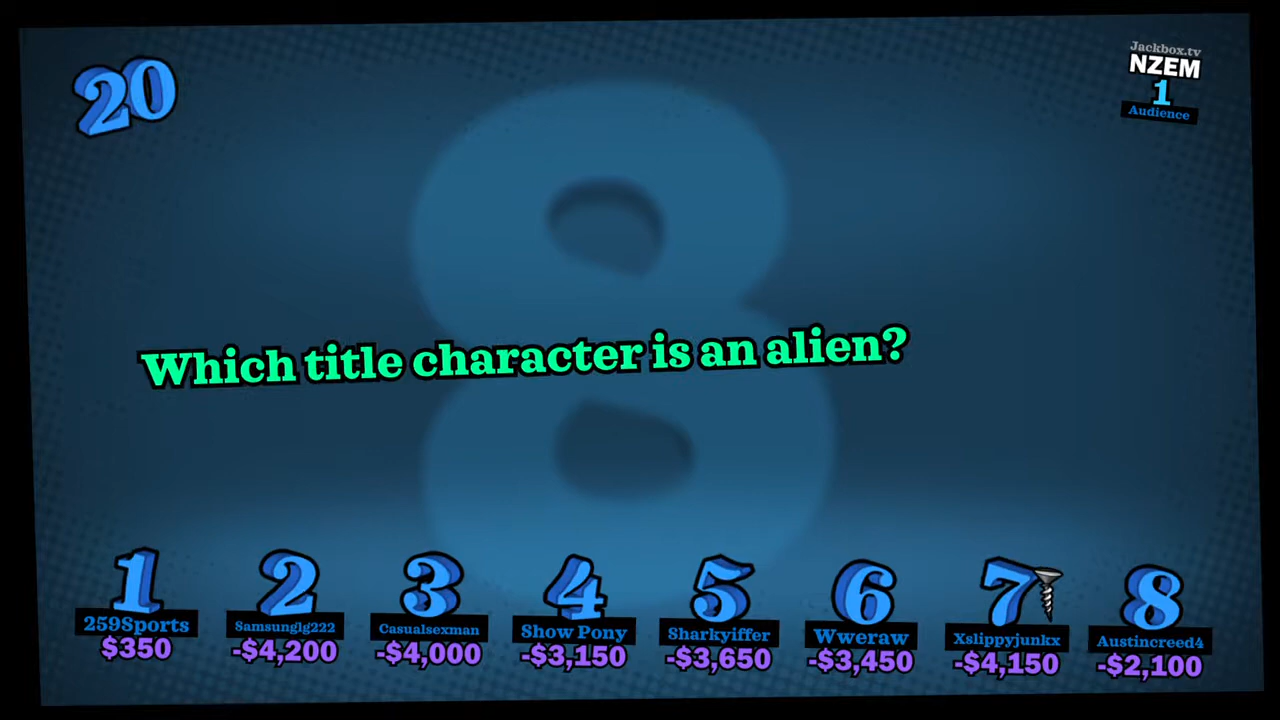 20
Jackbox.tv
NZEM
1
Audience
8
Which title character is an alien?
1 2 3 4 5 6 7 8
259Sports Samsunglg222 Casualsexman Show Pony Sharkyiffer Wweraw Xslippyjunkx Austincreed4
$350 -$4,200 -$4,000 -$3,150 -$3,650 -$3,450 -$4,150 -$2,100